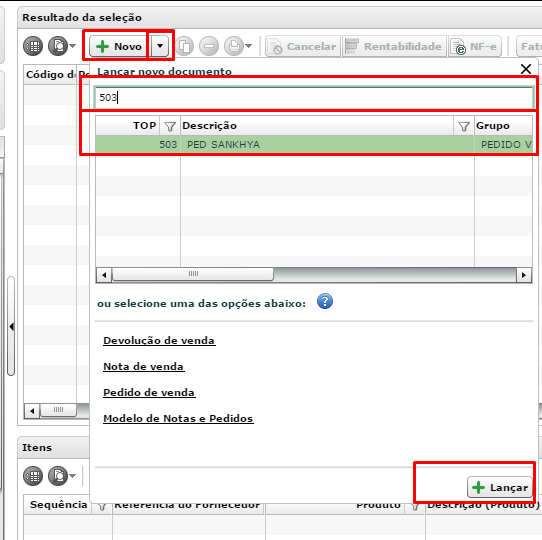 Resultado da seleção
Novo
Cancelar
Rentabilidade
NF-e
Fatu
Código de
Lançar novo documento
503
TOP
Descrição
Grupo
503
PED SANKHYA
PEDIDO V
ou selecione uma das opções abaixo:
?
Devolução de venda
Nota de venda
Pedido de venda
Modelo de Notas e Pedidos
Itens
Lançar
Sequência
Referência do Fornecedor
Produto
Descrição (Produto)